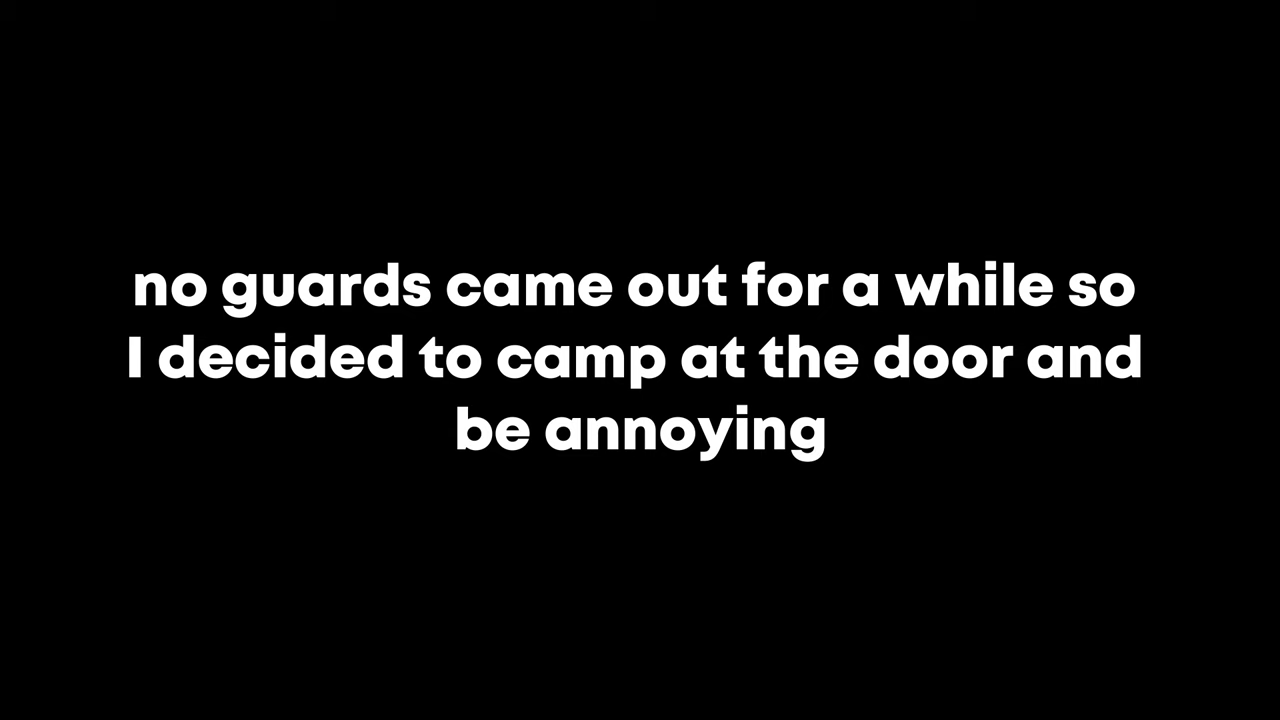 no guards came out for a while so
I decided to camp at the door and
be annoying